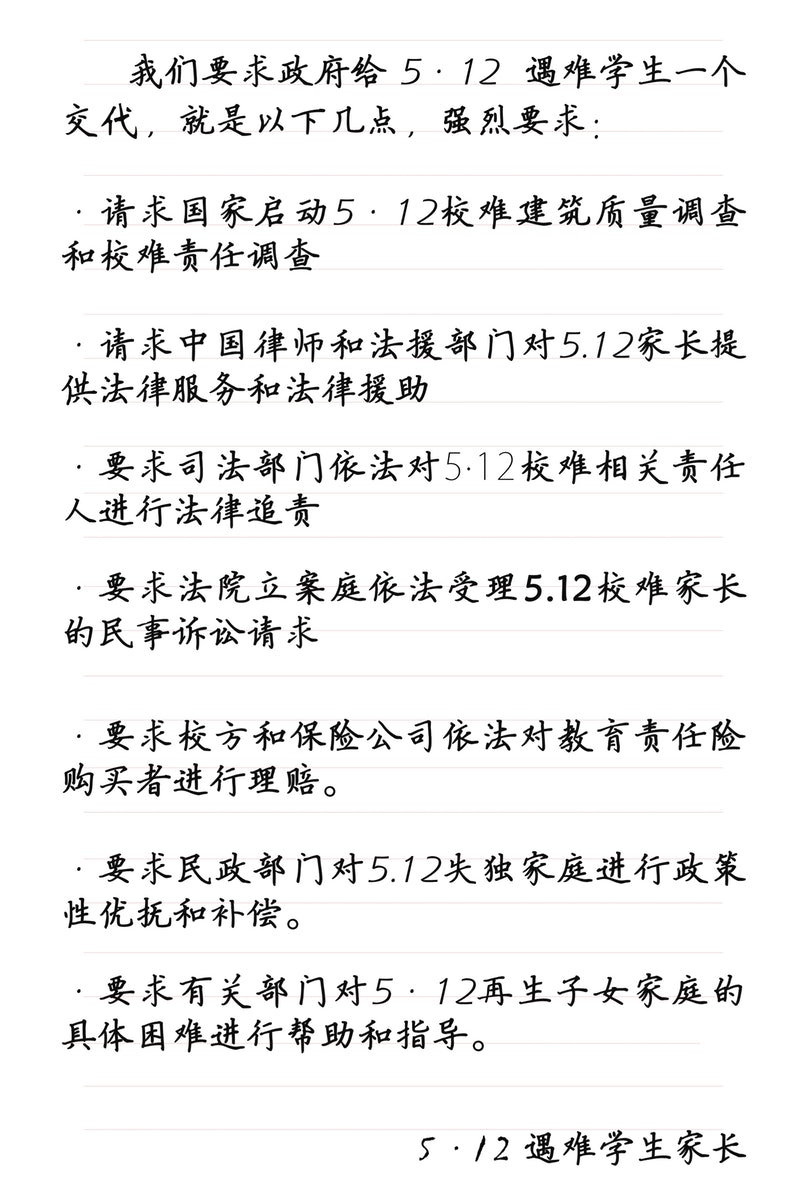 我们要求政府给 5·12 遇难学生一个
交代，就是以下几点，强烈要求：
·请求国家启动5·12校难建筑质量调查
和校难责任调查
·请求中国律师和法援部门对5.12家长提
供法律服务和法律援助
·要求司法部门依法对5·12校难相关责任
人进行法律追责
·要求法院立案庭依法受理5.12校难家长
的民事诉讼请求
·要求校方和保险公司依法对教育责任险
购买者进行理赔。
·要求民政部门对5.12失独家庭进行政策
性优抚和补偿。
·要求有关部门对5·12再生子女家庭的
具体困难进行帮助和指导。
5·12 遇难学生家长